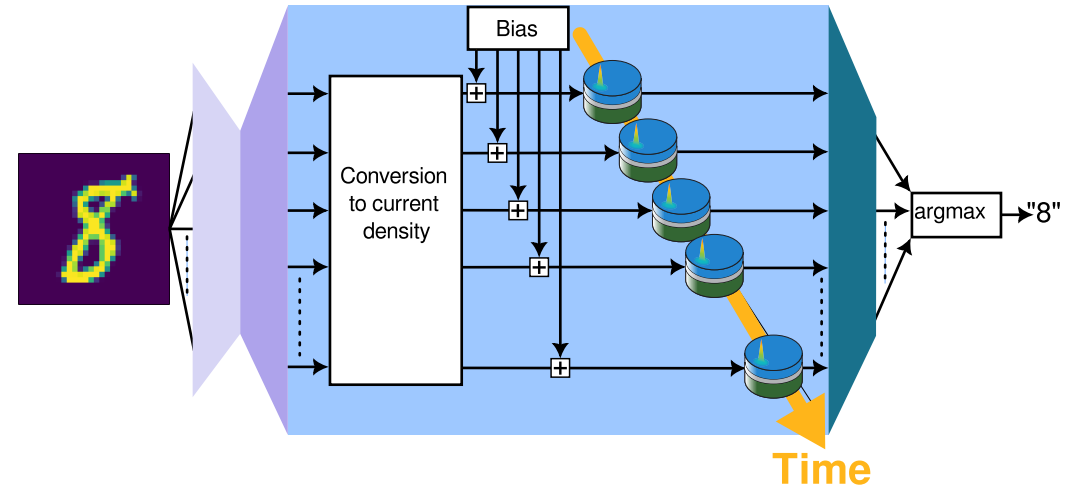 Bias
Conversion
to current
density
argmax
"8"
Time